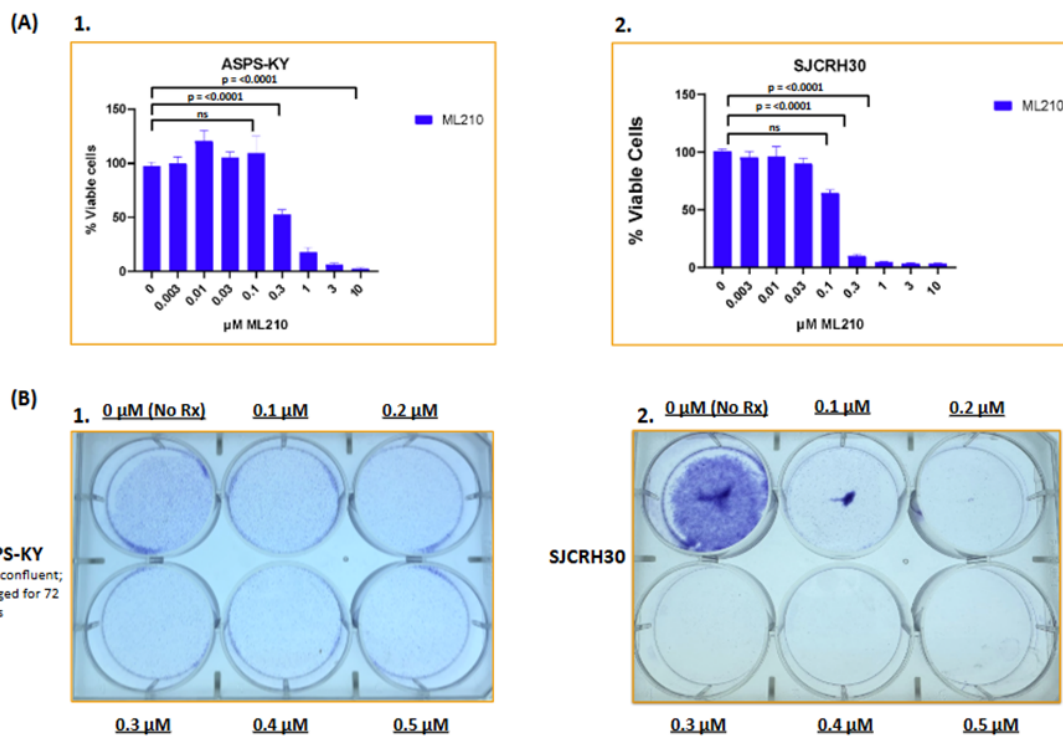 (A)
1.
ASPS-KY
p = <0.0001
p = <0.0001
ns
150
100
50
0
% Viable cells
0 0.003 0.01 0.03 0.1 0.3 1 3 10
µM ML210
ML210
2.
SJCRH30
p = <0.0001
p = <0.0001
ns
150
100
50
0
% Viable Cells
0 0.003 0.01 0.03 0.1 0.3 1 3 10
µM ML210
ML210
(B)
1.
0 µM (No Rx) 0.1 µM 0.2 µM
PS-KY
confluent;
ged for 72
s
0.3 µM 0.4 µM 0.5 µM
2.
0 µM (No Rx) 0.1 µM 0.2 µM
SJCRH30
0.3 µM 0.4 µM 0.5 µM